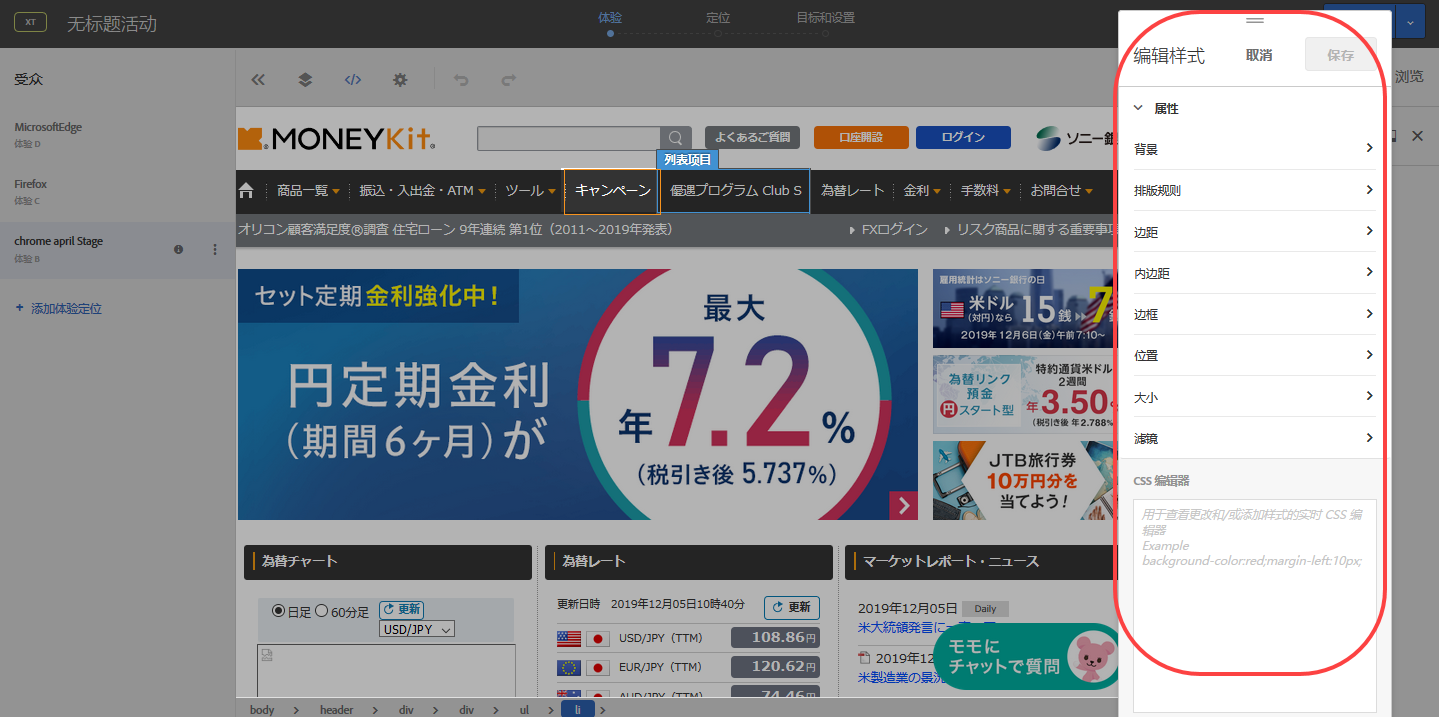 XT
无标题活动
体验
定位
目标和设置
受众
MicrosoftEdge
体验 D
Firefox
体验 C
chrome april Stage
体验 B
+ 添加体验定位
MONEYKit
よくあるご質問
口座開設
ログイン
ソニー銀
列表项目
商品一覧
振込・入出金・ATM
ツール
キャンペーン
優遇プログラム Club S
為替レート
金利
手数料
お問合せ
オリコン顧客満足度®調査 住宅ローン 9年連続 第1位（2011～2019年発表）
FXログイン
リスク商品に関する重要事項
セット定期 金利強化中！
円定期金利
（期間6ヶ月）が
最大
年7.2%
（税引き後 5.737%）
雇用統計はソニー銀行の日
米ドル
（対円）なら
15銭
7
2019年12月6日(金)午前7:10~
為替リンク
預金
円スタート型
特約通貨米ドル
2週間
年3.50
(税引き後 年2.788%
JTB旅行券
10万円分を
当てよう！
為替チャート
日足
60分足
更新
USD/JPY
為替レート
更新日時 2019年12月05日10時40分
更新
USD/JPY（TTM） 108.86円
EUR/JPY（TTM） 120.62円
AUD/JPY（TTM） 74.46円
マーケットレポート・ニュース
2019年12月05日 Daily
米大統領発言に
2019年12
米製造業の景況
モモに
チャットで質問
body
header
div
div
ul
li
编辑样式
取消
保存
浏览
属性
背景
排版规则
边距
内边距
边框
位置
大小
滤镜
CSS 编辑器
用于查看更改和/或添加样式的实时 CSS 编
辑器
Example
background-color:red;margin-left:10px;